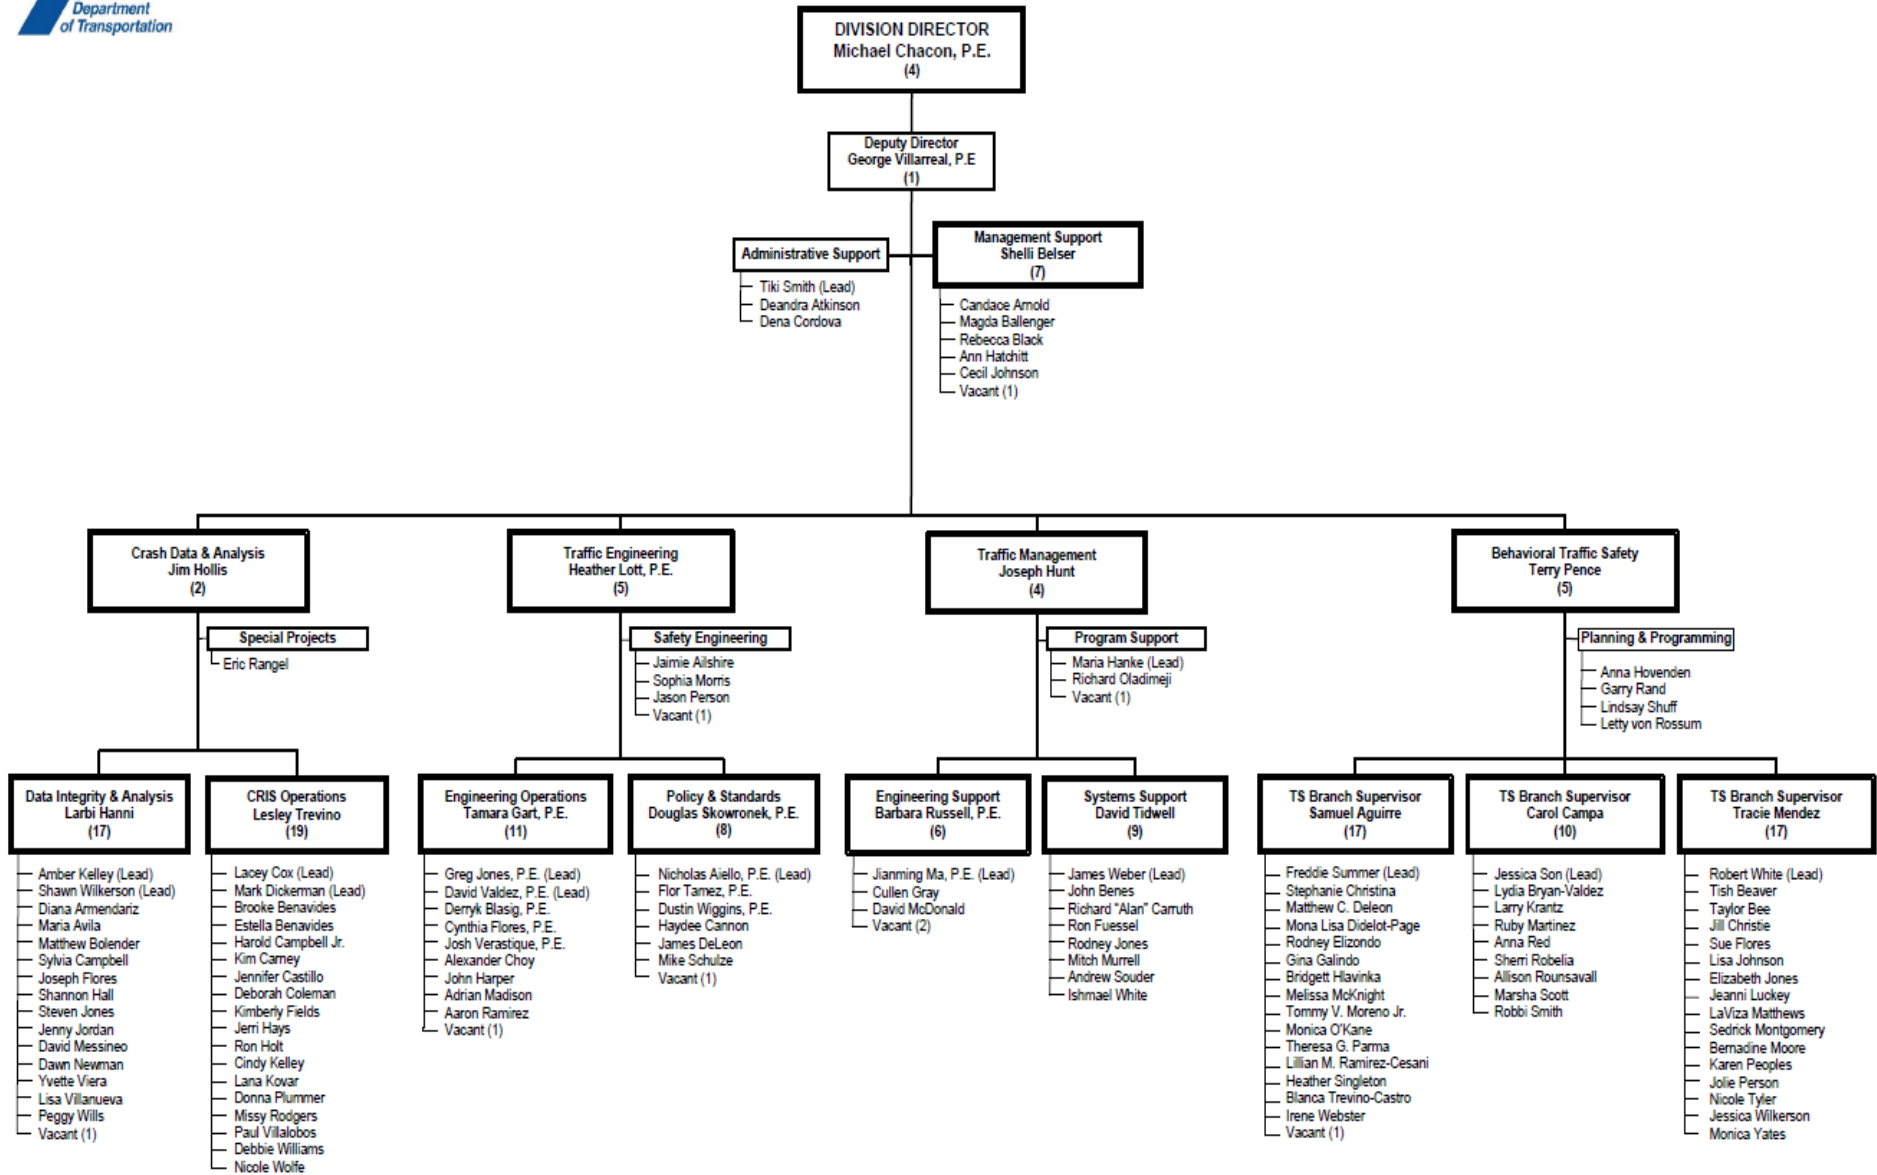 Department
of Transportation
DIVISION DIRECTOR
Michael Chacon, P.E.
(4)
Deputy Director
George Villarreal, P.E
(1)
Administrative Support
Tiki Smith (Lead)
Deandra Atkinson
Dena Cordova
Management Support
Shelli Belser
(7)
Candace Arnold
Magda Ballenger
Rebecca Black
Ann Hatchitt
Cecil Johnson
Vacant (1)
Crash Data & Analysis
Jim Hollis
(2)
Special Projects
Eric Rangel
Data Integrity & Analysis
Larbi Hanni
(17)
Amber Kelley (Lead)
Shawn Wilkerson (Lead)
Diana Armendariz
Maria Avila
Matthew Bolender
Sylvia Campbell
Joseph Flores
Shannon Hall
Steven Jones
Jenny Jordan
David Messineo
Dawn Newman
Yvette Viera
Lisa Villanueva
Peggy Wills
Vacant (1)
CRIS Operations
Lesley Trevino
(19)
Lacey Cox (Lead)
Mark Dickerman (Lead)
Brooke Benavides
Estella Benavides
Harold Campbell Jr.
Kim Carney
Jennifer Castillo
Deborah Coleman
Kimberly Fields
Jerri Hays
Ron Holt
Cindy Kelley
Lana Kovar
Donna Plummer
Missy Rodgers
Paul Villalobos
Debbie Williams
Nicole Wolfe
Traffic Engineering
Heather Lott, P.E.
(5)
Safety Engineering
Jaimie Ailshire
Sophia Morris
Jason Person
Vacant (1)
Engineering Operations
Tamara Gart, P.E.
(11)
Greg Jones, P.E. (Lead)
David Valdez, P.E. (Lead)
Derryk Blasig, P.E.
Cynthia Flores, P.E.
Josh Verastique, P.E.
Alexander Choy
John Harper
Adrian Madison
Aaron Ramirez
Vacant (1)
Policy & Standards
Douglas Skowronek, P.E.
(8)
Nicholas Aiello, P.E. (Lead)
Flor Tamez, P.E.
Dustin Wiggins, P.E.
Haydee Cannon
James DeLeon
Mike Schulze
Vacant (1)
Traffic Management
Joseph Hunt
(4)
Program Support
Maria Hanke (Lead)
Richard Oladimeji
Vacant (1)
Engineering Support
Barbara Russell, P.E.
(6)
Jianming Ma, P.E. (Lead)
Cullen Gray
David McDonald
Vacant (2)
Systems Support
David Tidwell
(9)
James Weber (Lead)
John Benes
Richard "Alan" Carruth
Ron Fuessel
Rodney Jones
Mitch Murrell
Andrew Souder
Ishmael White
Behavioral Traffic Safety
Terry Pence
(5)
Planning & Programming
Anna Hovenden
Garry Rand
Lindsay Shuff
Letty von Rossum
TS Branch Supervisor
Samuel Aguirre
(17)
Freddie Summer (Lead)
Stephanie Christina
Matthew C. Deleon
Mona Lisa Didelot-Page
Rodney Elizondo
Gina Galindo
Bridgett Hlavinka
Melissa McKnight
Tommy V. Moreno Jr.
Monica O'Kane
Theresa G. Parma
Lillian M. Ramirez-Cesani
Heather Singleton
Blanca Trevino-Castro
Irene Webster
Vacant (1)
TS Branch Supervisor
Carol Campa
(10)
Jessica Son (Lead)
Lydia Bryan-Valdez
Larry Krantz
Ruby Martinez
Anna Red
Sherri Robelia
Allison Rounsavall
Marsha Scott
Robbi Smith
TS Branch Supervisor
Tracie Mendez
(17)
Robert White (Lead)
Tish Beaver
Taylor Bee
Jill Christie
Sue Flores
Lisa Johnson
Elizabeth Jones
Jeanni Luckey
LaViza Matthews
Sedrick Montgomery
Bernadine Moore
Karen Peoples
Jolie Person
Nicole Tyler
Jessica Wilkerson
Monica Yates